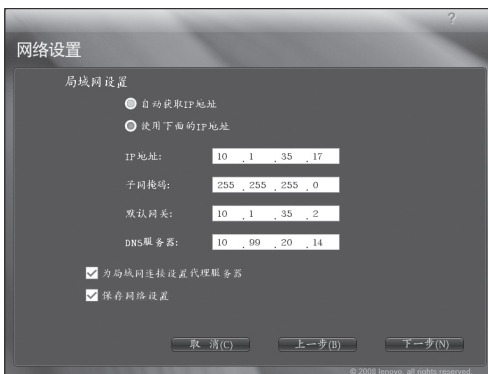 ?
网络设置
局域网设置
自动获取IP地址
使用下面的IP地址
IP地址: 10 . 1 . 35 . 17
子网掩码: 255 . 255 . 255 . 0
默认网关: 10 . 1 . 35 . 2
DNS服务器: 10 . 99 . 20 . 14
为局域网连接设置代理服务器
保存网络设置
取 消(C) 上一步(B) 下一步(N)
© 2008 lenovo. all rights reserved.